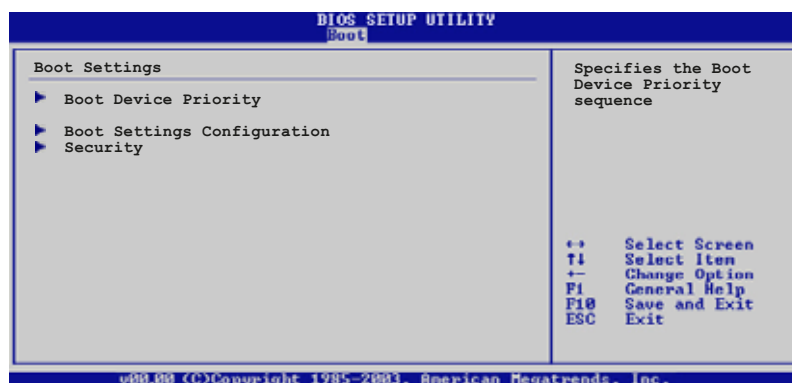 BIOS SETUP UTILITY
Boot
Boot Settings
Boot Device Priority
Boot Settings Configuration
Security
Specifies the Boot
Device Priority
sequence
↔ Select Screen
↑↓ Select Item
+- Change Option
F1 General Help
F10 Save and Exit
ESC Exit
v00.00 (C)Copyright 1985-2003, American Megatrends, Inc.